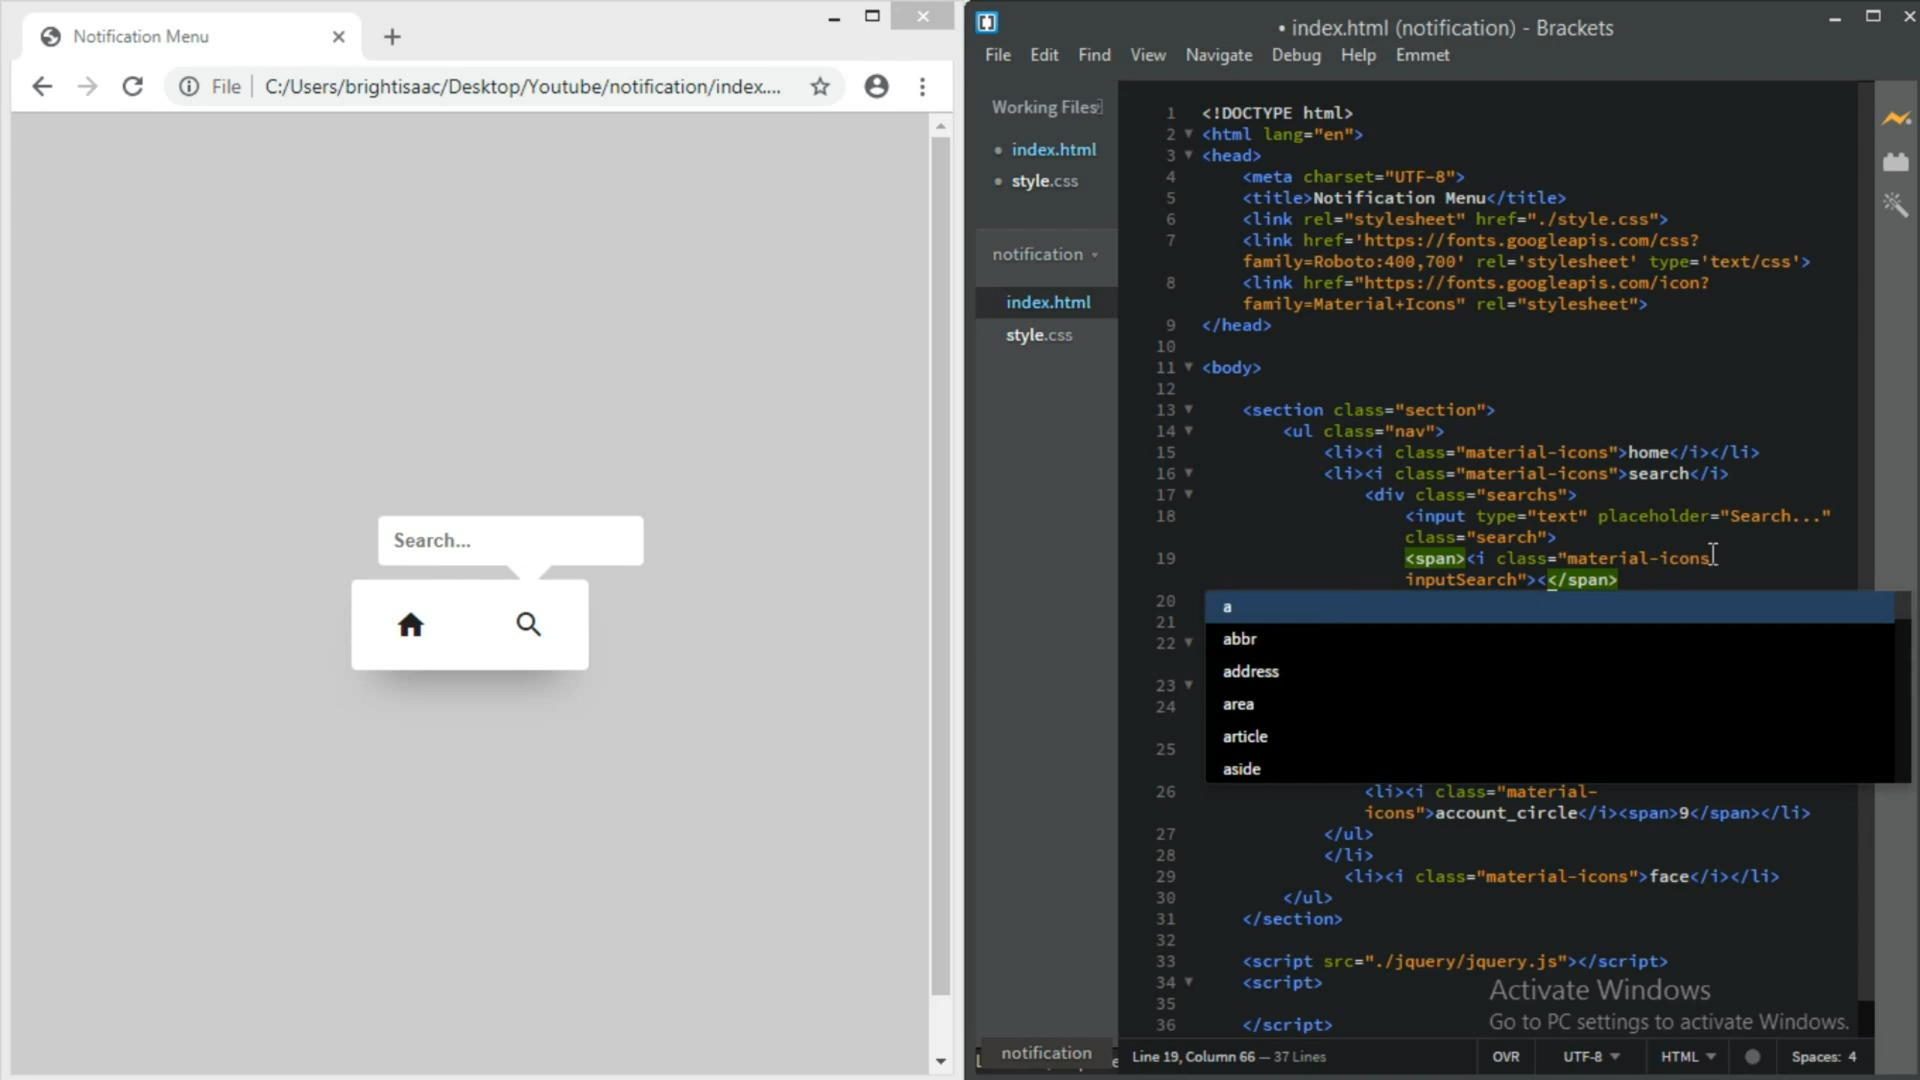 Notification Menu
File C:/Users/brightisaac/Desktop/Youtube/notification/index....
Search...
• index.html (notification) - Brackets
File Edit Find View Navigate Debug Help Emmet
Working Files
index.html
style.css
notification
index.html
style.css
1 <!DOCTYPE html>
2 <html lang="en">
3 <head>
4 <meta charset="UTF-8">
5 <title>Notification Menu</title>
6 <link rel="stylesheet" href="./style.css">
7 <link href='https://fonts.googleapis.com/css?
family=Roboto:400,700' rel='stylesheet' type='text/css'>
8 <link href="https://fonts.googleapis.com/icon?
family=Material+Icons" rel="stylesheet">
9 </head>
10
11 <body>
12
13 <section class="section">
14 <ul class="nav">
15 <li><i class="material-icons">home</i></li>
16 <li><i class="material-icons">search</i>
17 <div class="searchs">
18 <input type="text" placeholder="Search..."
class="search">
19 <span><i class="material-icons
inputSearch"><</span>
20
21
22
23
24
25
a
abbr
address
area
article
aside
26 <li><i class="material-
icons">account_circle</i><span>9</span></li>
27 </ul>
28 </li>
29 <li><i class="material-icons">face</i></li>
30 </ul>
31 </section>
32
33 <script src="./jquery/jquery.js"></script>
34 <script>
35
36 </script>
Activate Windows
Go to PC settings to activate Windows.
notification
Line 19, Column 66 — 37 Lines
OVR UTF-8 HTML Spaces: 4